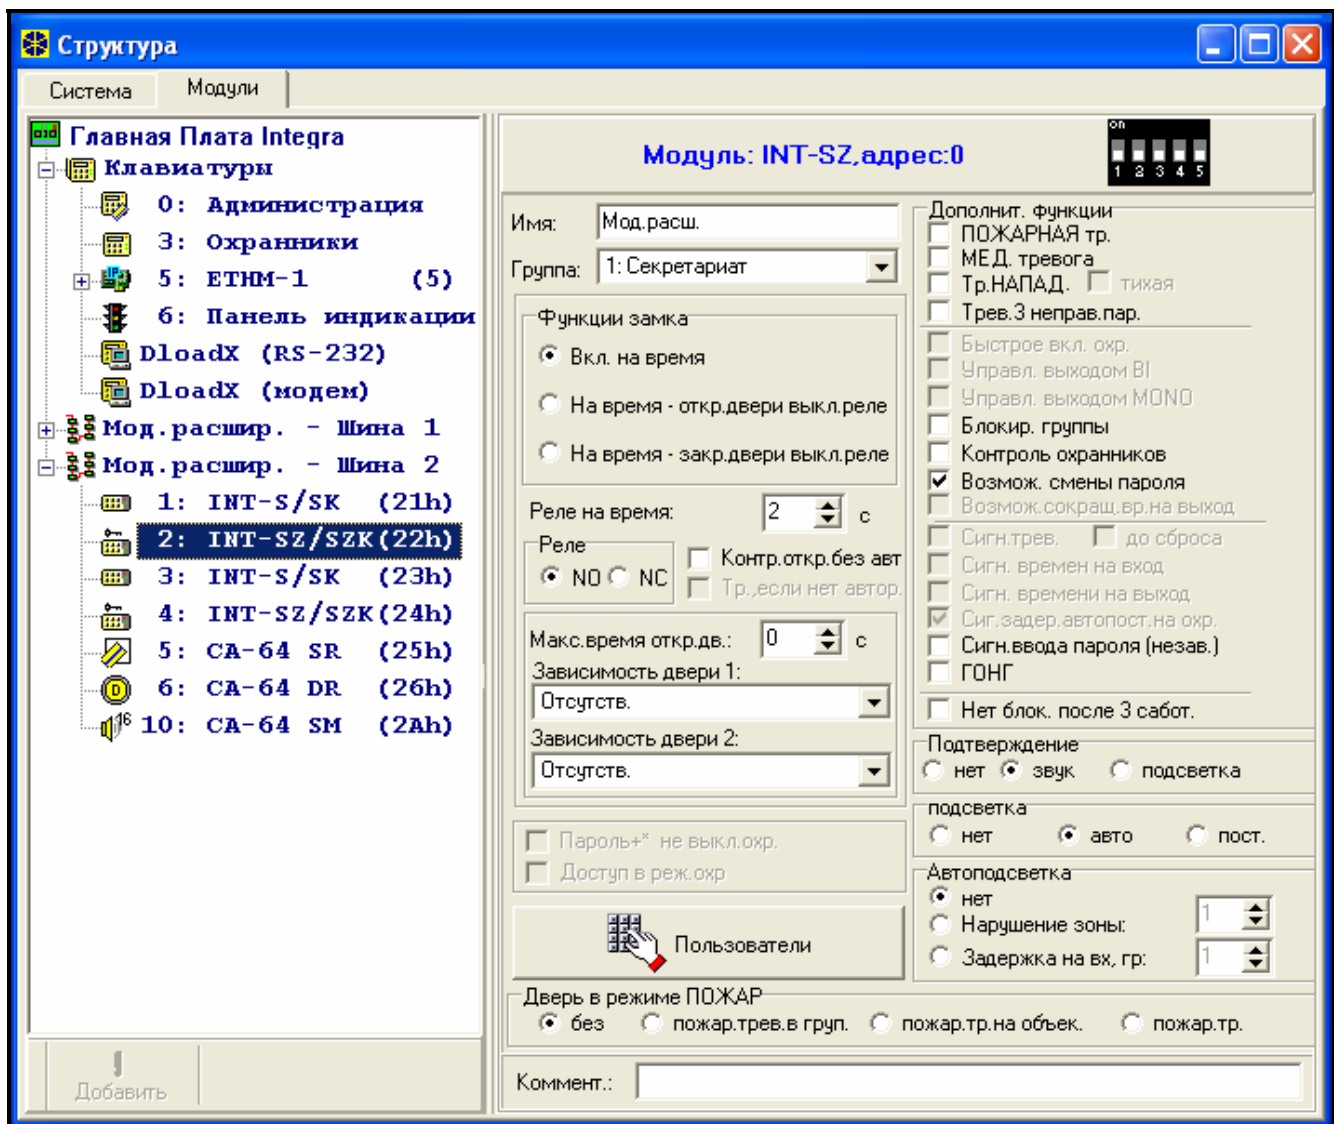 Структура
Система Модули
Главная Плата Integra
Клавиатуры
0: Администрация
3: Охранники
5: ETHM-1 (5)
6: Панель индикации
DloadX (RS-232)
DloadX (модем)
Мод.расшир. - Шина 1
Мод.расшир. - Шина 2
1: INT-S/SK (21h)
2: INT-SZ/SZK(22h)
3: INT-S/SK (23h)
4: INT-SZ/SZK(24h)
5: CA-64 SR (25h)
6: CA-64 DR (26h)
10: CA-64 SM (2Ah)
Добавить
Модуль: INT-SZ,адрес:0
on
1 2 3 4 5
Имя: Мод.расш.
Группа: 1: Секретариат
Функции замка
Вкл. на время
На время - откр.двери выкл.реле
На время - закр.двери выкл.реле
Реле на время: 2 с
Реле
NO NC
Контр.откр.без авт
Тр.,если нет автор.
Макс.время откр.дв.: 0 с
Зависимость двери 1:
Отсутств.
Зависимость двери 2:
Отсутств.
Пароль+* не выкл.охр.
Доступ в реж.охр
Пользователи
Дополнит. функции
ПОЖАРНАЯ тр.
МЕД. тревога
Тр.НАПАД. тихая
Трев.3 неправ.пар.
Быстрое вкл. охр.
Управл. выходом BI
Управл. выходом MONO
Блокир. группы
Контроль охранников
Возмож. смены пароля
Возмож.сокращ.вр.на выход
Сигн.трев. до сброса
Сигн. времен на вход
Сигн. времени на выход
Сиг.задер.автопост.на охр.
Сигн.ввода пароля (незав.)
ГОНГ
Нет блок. после 3 сабот.
Подтверждение
нет звук подсветка
подсветка
нет авто пост.
Автоподсветка
нет
Нарушение зоны: 1
Задержка на вх, гр: 1
Дверь в режиме ПОЖАР
без пожар.трев.в груп. пожар.тр.на объек. пожар.тр.
Коммент.: